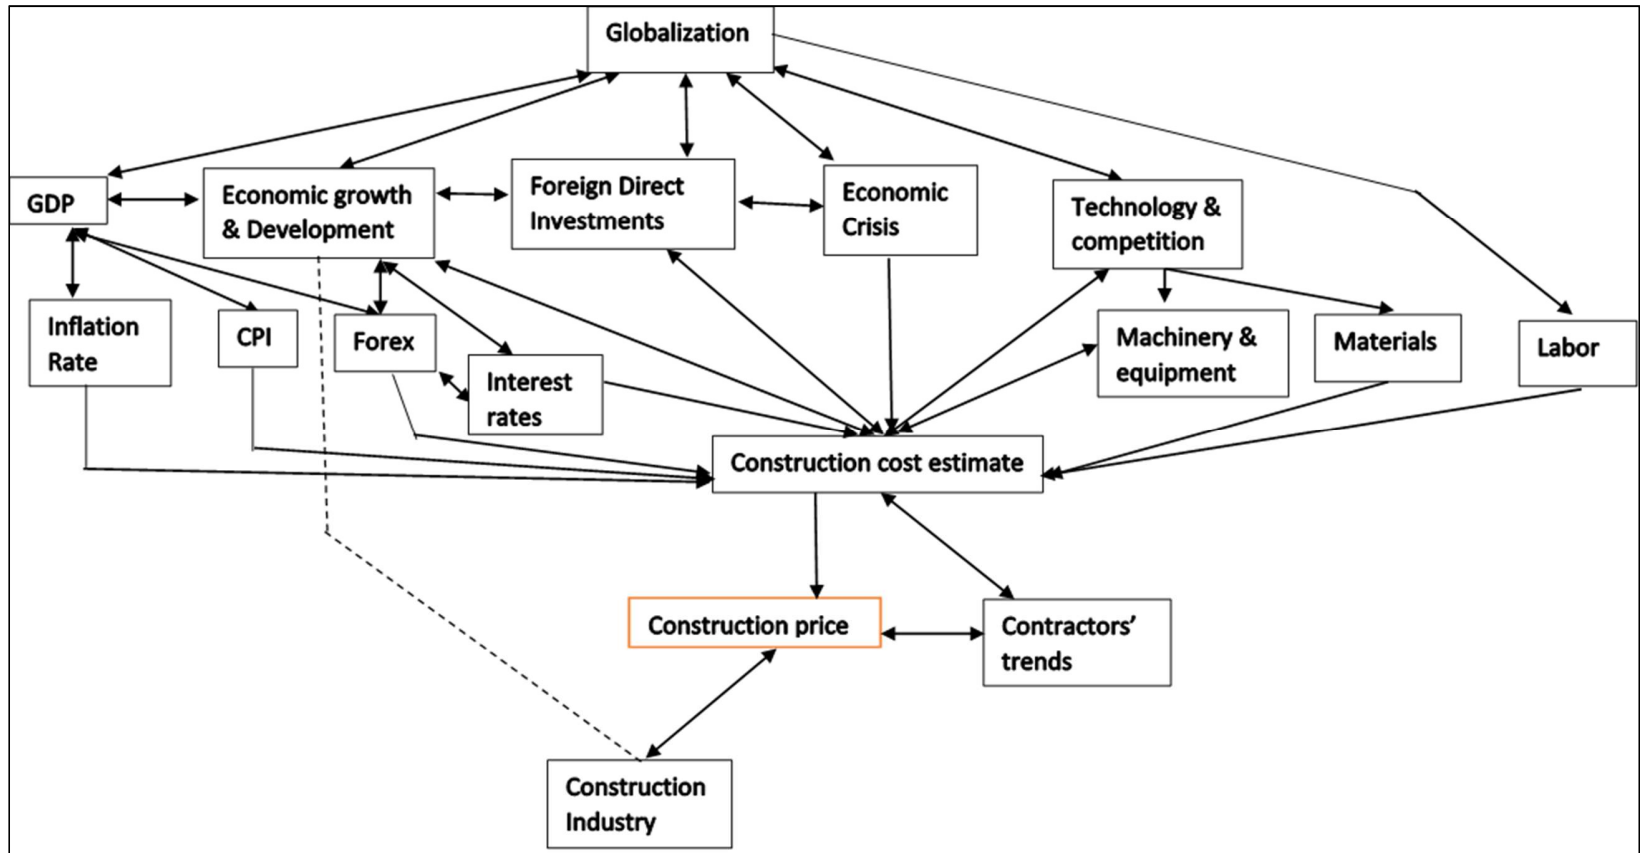 Globalization
GDP
Economic growth
& Development
Foreign Direct
Investments
Economic
Crisis
Technology &
competition
Inflation
Rate
CPI
Forex
Interest
rates
Machinery &
equipment
Materials
Labor
Construction cost estimate
Construction price
Contractors’
trends
Construction
Industry